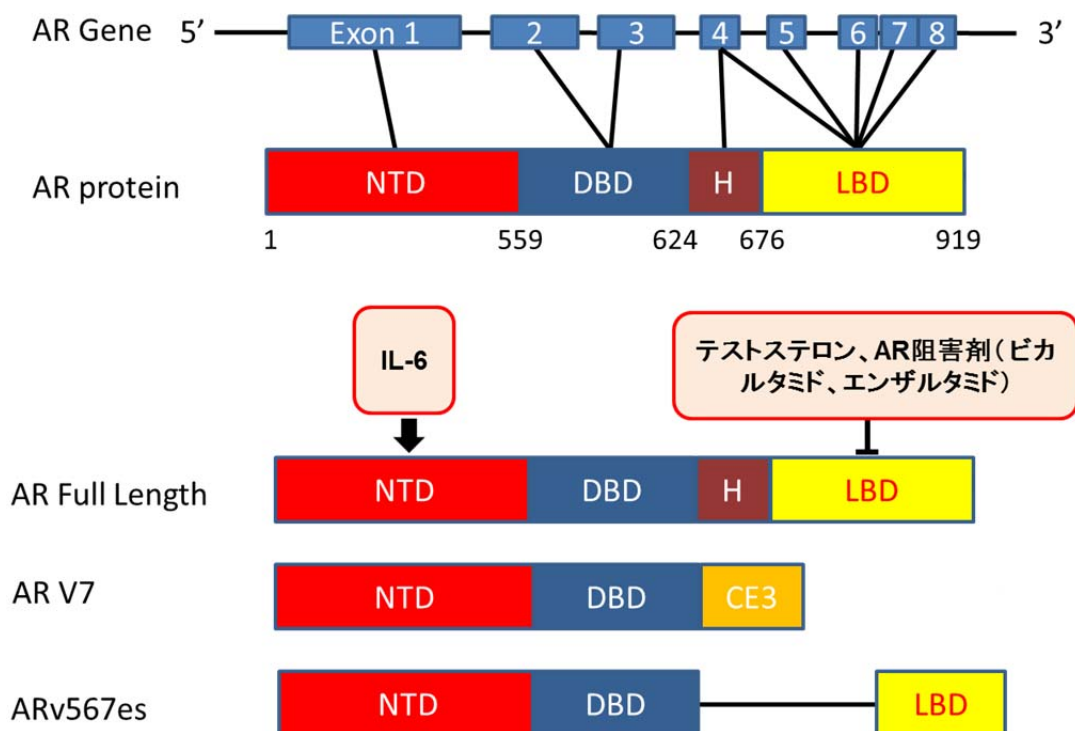 AR Gene 5’ Exon 1 2 3 4 5 6 7 8 3’
AR protein NTD DBD H LBD
1 559 624 676 919
IL-6
テストステロン、AR阻害剤（ビカ
ルタミド、エンザルタミド）
AR Full Length NTD DBD H LBD
AR V7 NTD DBD CE3
ARv567es NTD DBD LBD